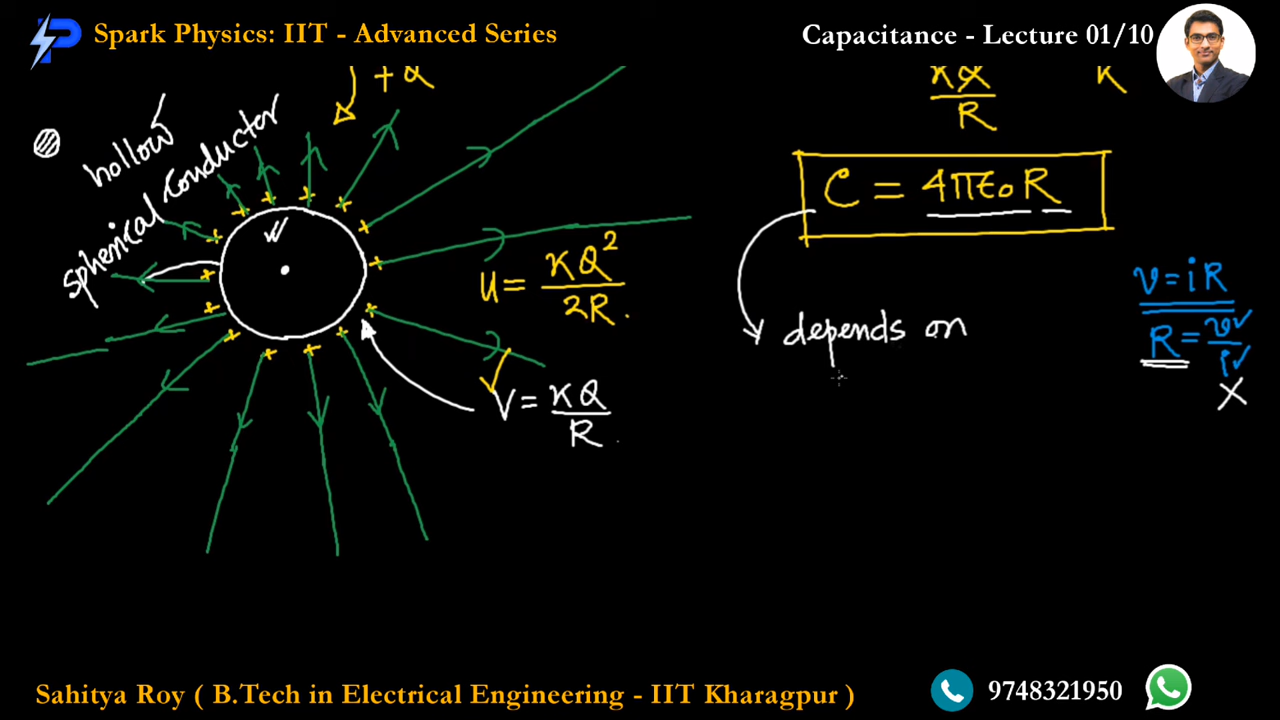 Spark Physics: IIT - Advanced Series
Capacitance - Lecture 01/10
+ Q
hollow
spherical conductor
U = KQ²/2R.
V = KQ/R
KQ/R
K
C = 4πε₀R
depends on
v = iR
R = v/i
X
Sahitya Roy ( B.Tech in Electrical Engineering - IIT Kharagpur )
9748321950